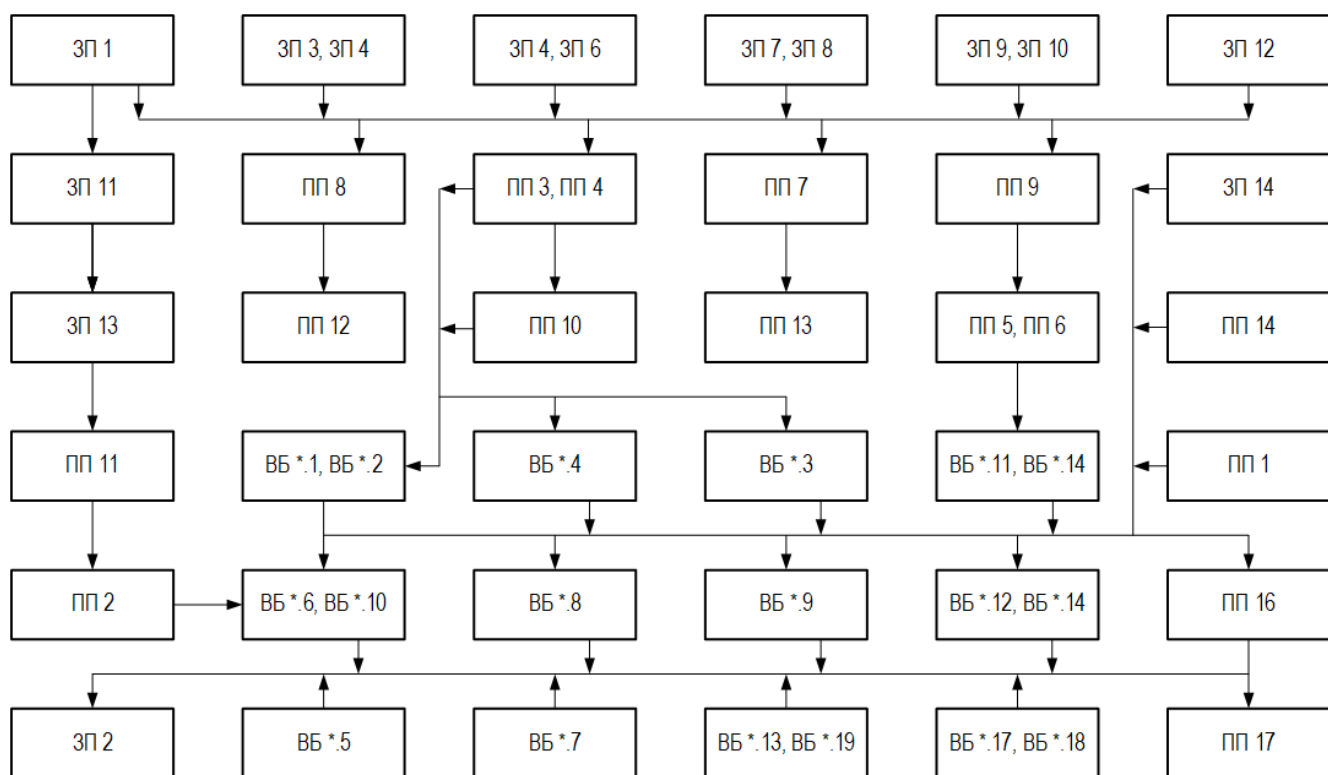 ЗП 1
ЗП 3, ЗП 4
ЗП 4, ЗП 6
ЗП 7, ЗП 8
ЗП 9, ЗП 10
ЗП 12
ЗП 11
ПП 8
ПП 3, ПП 4
ПП 7
ПП 9
ЗП 14
ЗП 13
ПП 12
ПП 10
ПП 13
ПП 5, ПП 6
ПП 14
ПП 11
ВБ *.1, ВБ *.2
ВБ *.4
ВБ *.3
ВБ *.11, ВБ *.14
ПП 1
ПП 2
ВБ *.6, ВБ *.10
ВБ *.8
ВБ *.9
ВБ *.12, ВБ *.14
ПП 16
ЗП 2
ВБ *.5
ВБ *.7
ВБ *.13, ВБ *.19
ВБ *.17, ВБ *.18
ПП 17